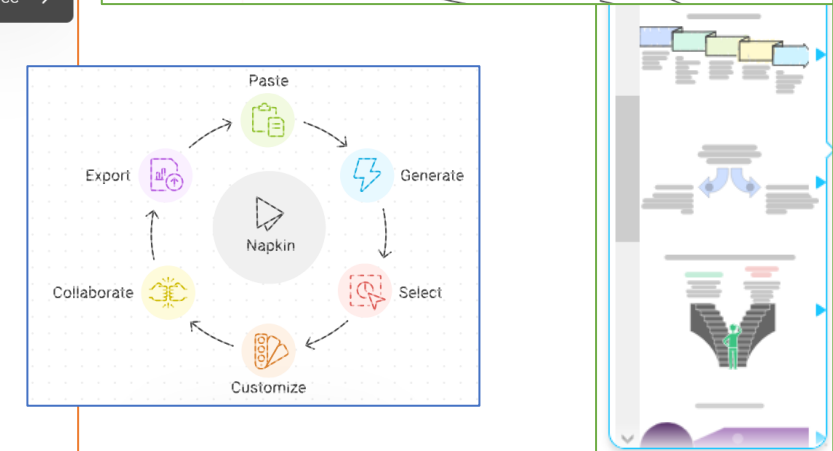 Paste
Export
Generate
Napkin
Collaborate
Select
Customize